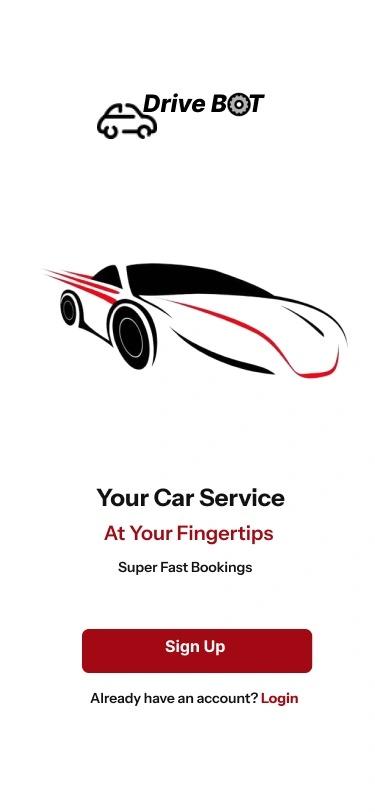 Drive BOT
Your Car Service
At Your Fingertips
Super Fast Bookings
Sign Up
Already have an account? Login